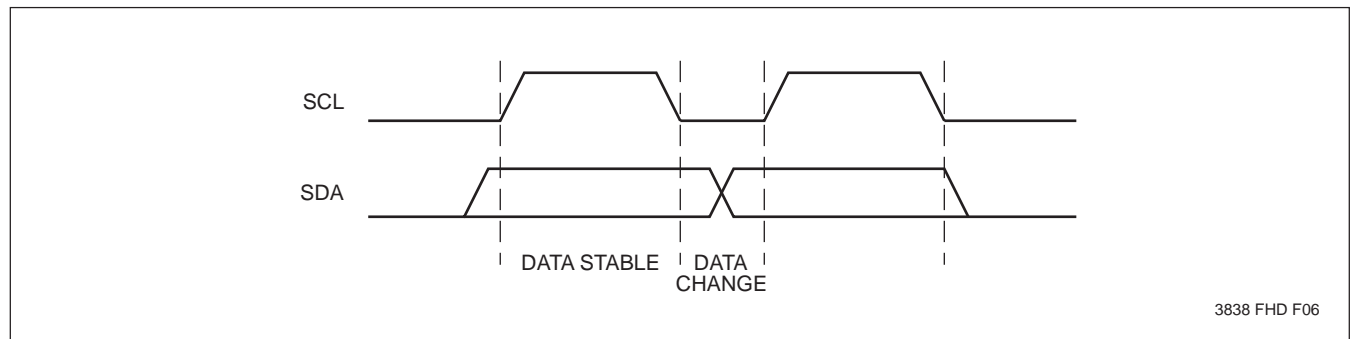 SCL
SDA
DATA STABLE
DATA
CHANGE
3838 FHD F06